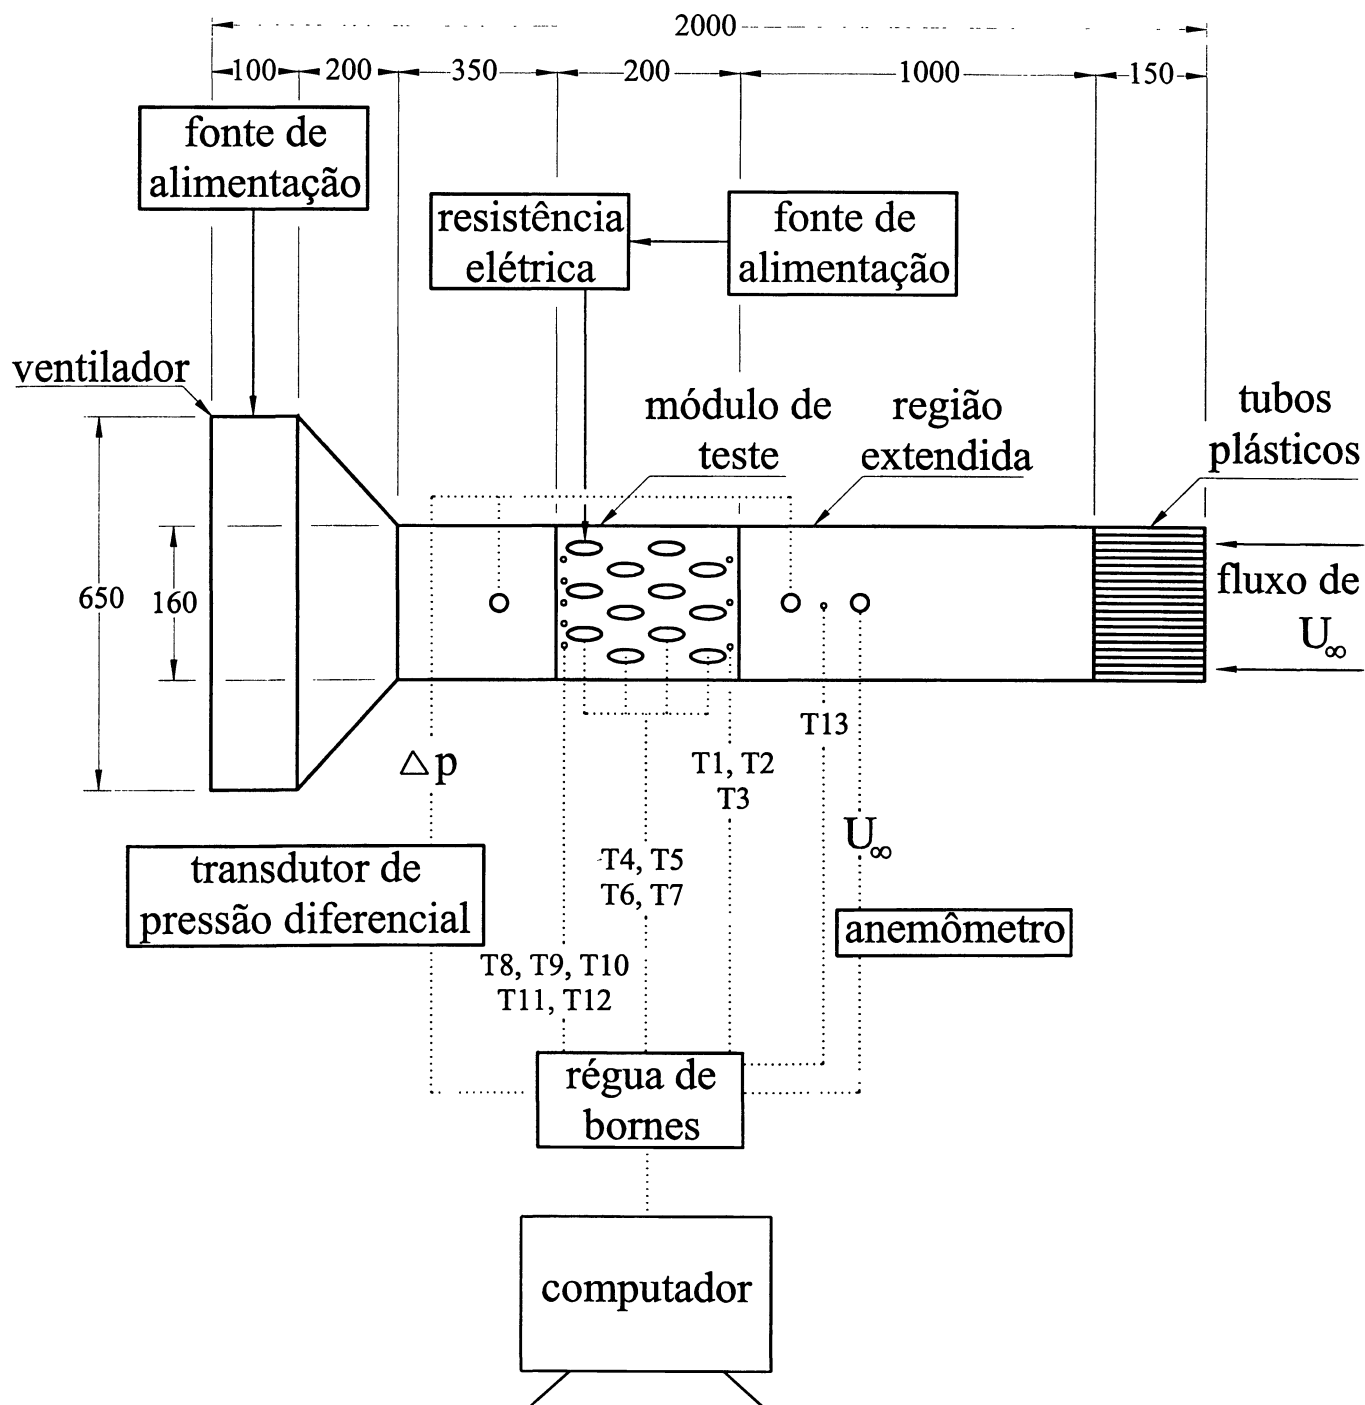 2000
100
200
350
200
1000
150
fonte de
alimentação
resistência
elétrica
fonte de
alimentação
ventilador
módulo de
teste
região
extendida
tubos
plásticos
650
160
fluxo de
U∞
T13
△p
T1, T2
T3
U∞
transdutor de
pressão diferencial
T4, T5
T6, T7
anemômetro
T8, T9, T10
T11, T12
régua de
bornes
computador